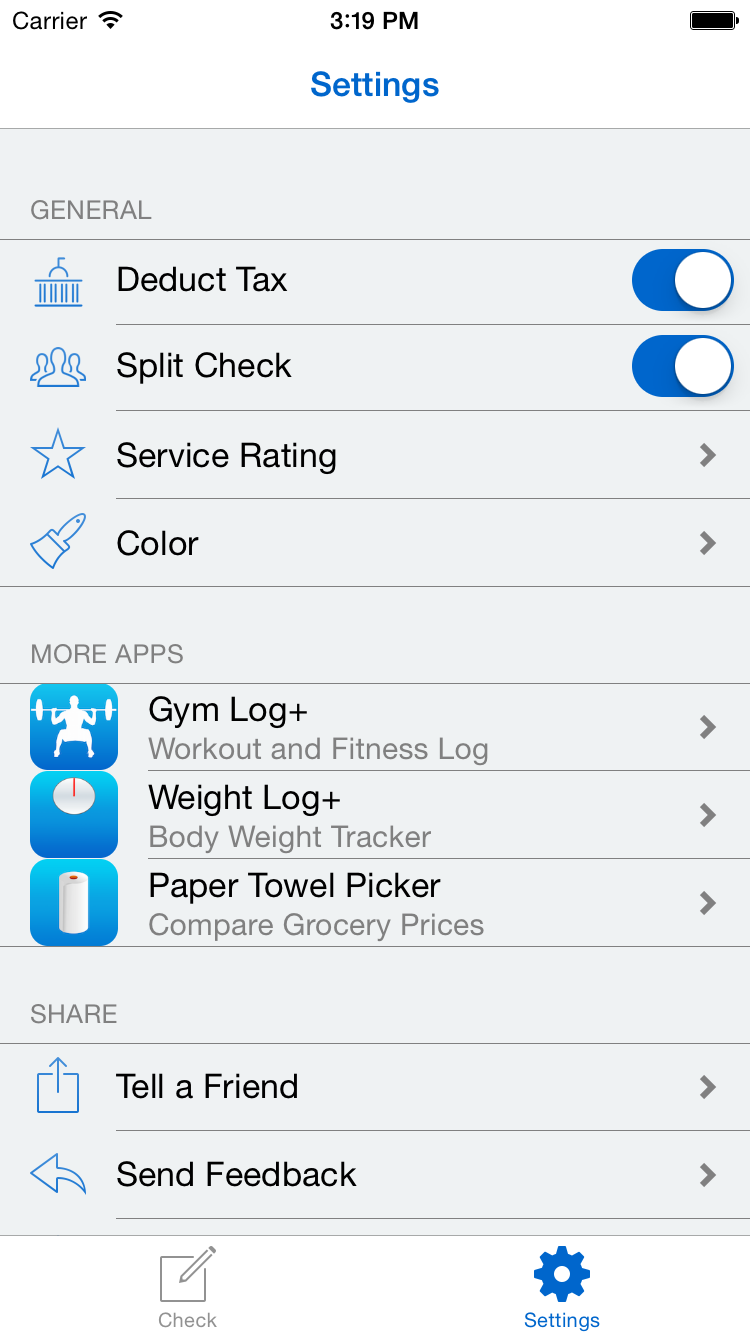 Carrier 3:19 PM
Settings
GENERAL
Deduct Tax
Split Check
Service Rating
Color
MORE APPS
Gym Log+
Workout and Fitness Log
Weight Log+
Body Weight Tracker
Paper Towel Picker
Compare Grocery Prices
SHARE
Tell a Friend
Send Feedback
Check Settings